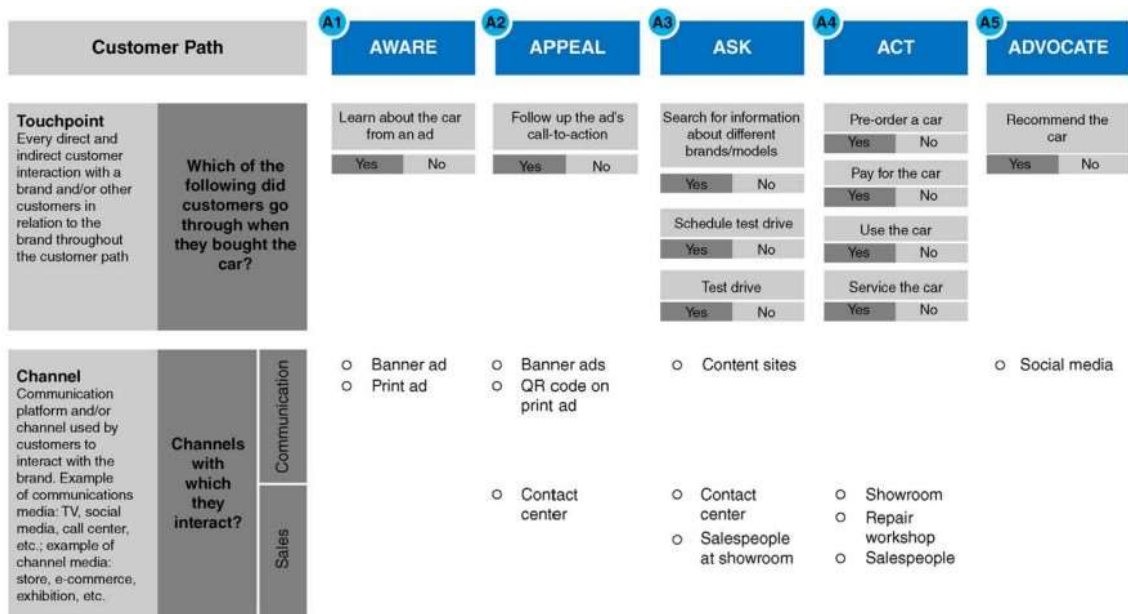 Customer Path
A1
AWARE
A2
APPEAL
A3
ASK
A4
ACT
A5
ADVOCATE
Touchpoint
Every direct and
indirect customer
interaction with a
brand and/or other
customers in
relation to the
brand throughout
the customer path
Which of the
following did
customers go
through when
they bought the
car?
Learn about the car
from an ad
Yes No
Follow up the ad's
call-to-action
Yes No
Search for information
about different
brands/models
Yes No
Schedule test drive
Yes No
Test drive
Yes No
Pre-order a car
Yes No
Pay for the car
Yes No
Use the car
Yes No
Service the car
Yes No
Recommend the
car
Yes No
Channel
Communication
platform and/or
channel used by
customers to
interact with the
brand. Example
of communications
media: TV, social
media, call center,
etc.; example of
channel media:
store, e-commerce,
exhibition, etc.
Channels
with
which
they
interact?
Communication
○ Banner ad
○ Print ad
○ Banner ads
○ QR code on
print ad
○ Content sites
○ Social media
Sales
○ Contact
center
○ Contact
center
○ Salespeople
at showroom
○ Showroom
○ Repair
workshop
○ Salespeople